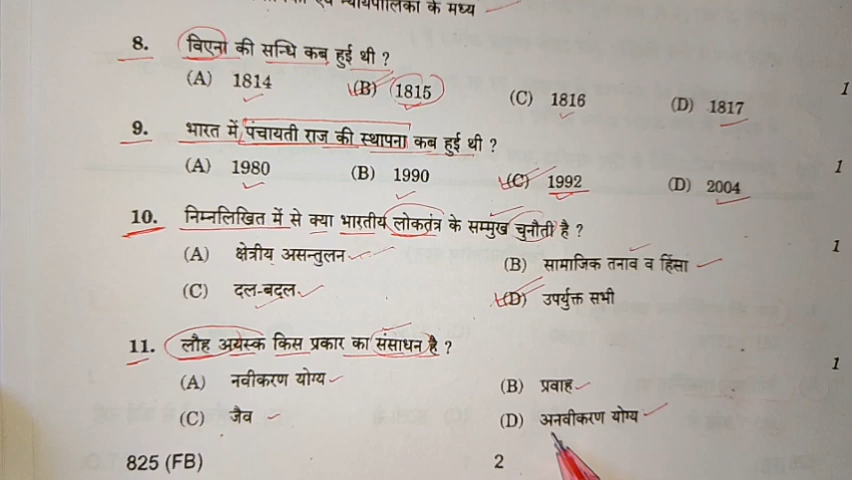 न्यायपालिका के मध्य
8. विएना की सन्धि कब हुई थी ?
(A) 1814 (B) 1815 (C) 1816 (D) 1817 1
9. भारत में पंचायती राज की स्थापना कब हुई थी ?
(A) 1980 (B) 1990 (C) 1992 (D) 2004 1
10. निम्नलिखित में से क्या भारतीय लोकतंत्र के सम्मुख चुनौती है ? 1
(A) क्षेत्रीय असन्तुलन (B) सामाजिक तनाव व हिंसा
(C) दल-बदल (D) उपर्युक्त सभी
11. लौह अयस्क किस प्रकार का संसाधन है ? 1
(A) नवीकरण योग्य (B) प्रवाह
(C) जैव (D) अनवीकरण योग्य
825 (FB) 2